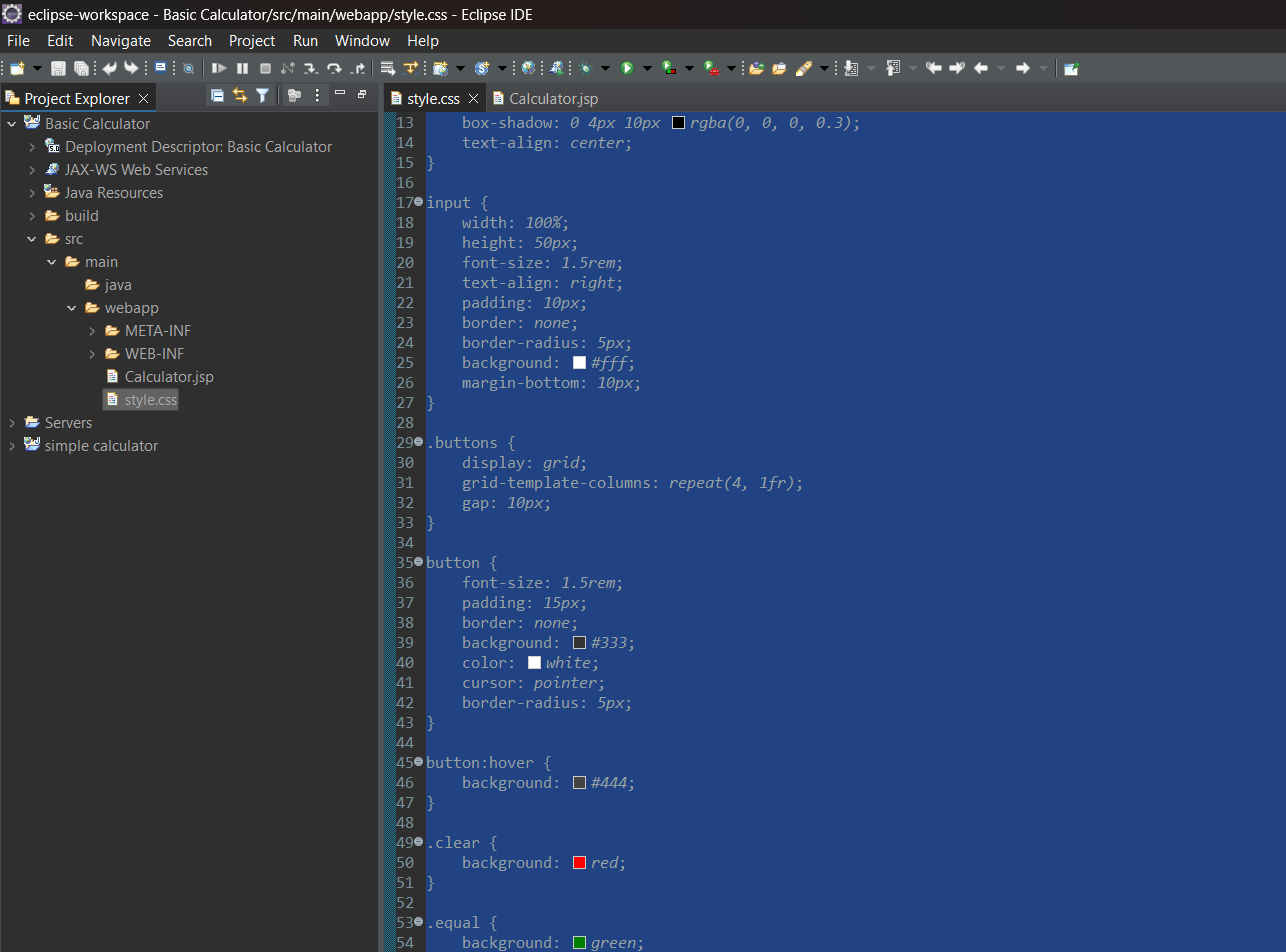 eclipse-workspace - Basic Calculator/src/main/webapp/style.css - Eclipse IDE
File Edit Navigate Search Project Run Window Help
Project Explorer
Basic Calculator
Deployment Descriptor: Basic Calculator
JAX-WS Web Services
Java Resources
build
src
main
java
webapp
META-INF
WEB-INF
Calculator.jsp
style.css
Servers
simple calculator
style.css Calculator.jsp
13 box-shadow: 0 4px 10px rgba(0, 0, 0, 0.3);
14 text-align: center;
15 }
16
17 input {
18 width: 100%;
19 height: 50px;
20 font-size: 1.5rem;
21 text-align: right;
22 padding: 10px;
23 border: none;
24 border-radius: 5px;
25 background: #fff;
26 margin-bottom: 10px;
27 }
28
29 .buttons {
30 display: grid;
31 grid-template-columns: repeat(4, 1fr);
32 gap: 10px;
33 }
34
35 button {
36 font-size: 1.5rem;
37 padding: 15px;
38 border: none;
39 background: #333;
40 color: white;
41 cursor: pointer;
42 border-radius: 5px;
43 }
44
45 button:hover {
46 background: #444;
47 }
48
49 .clear {
50 background: red;
51 }
52
53 .equal {
54 background: green;